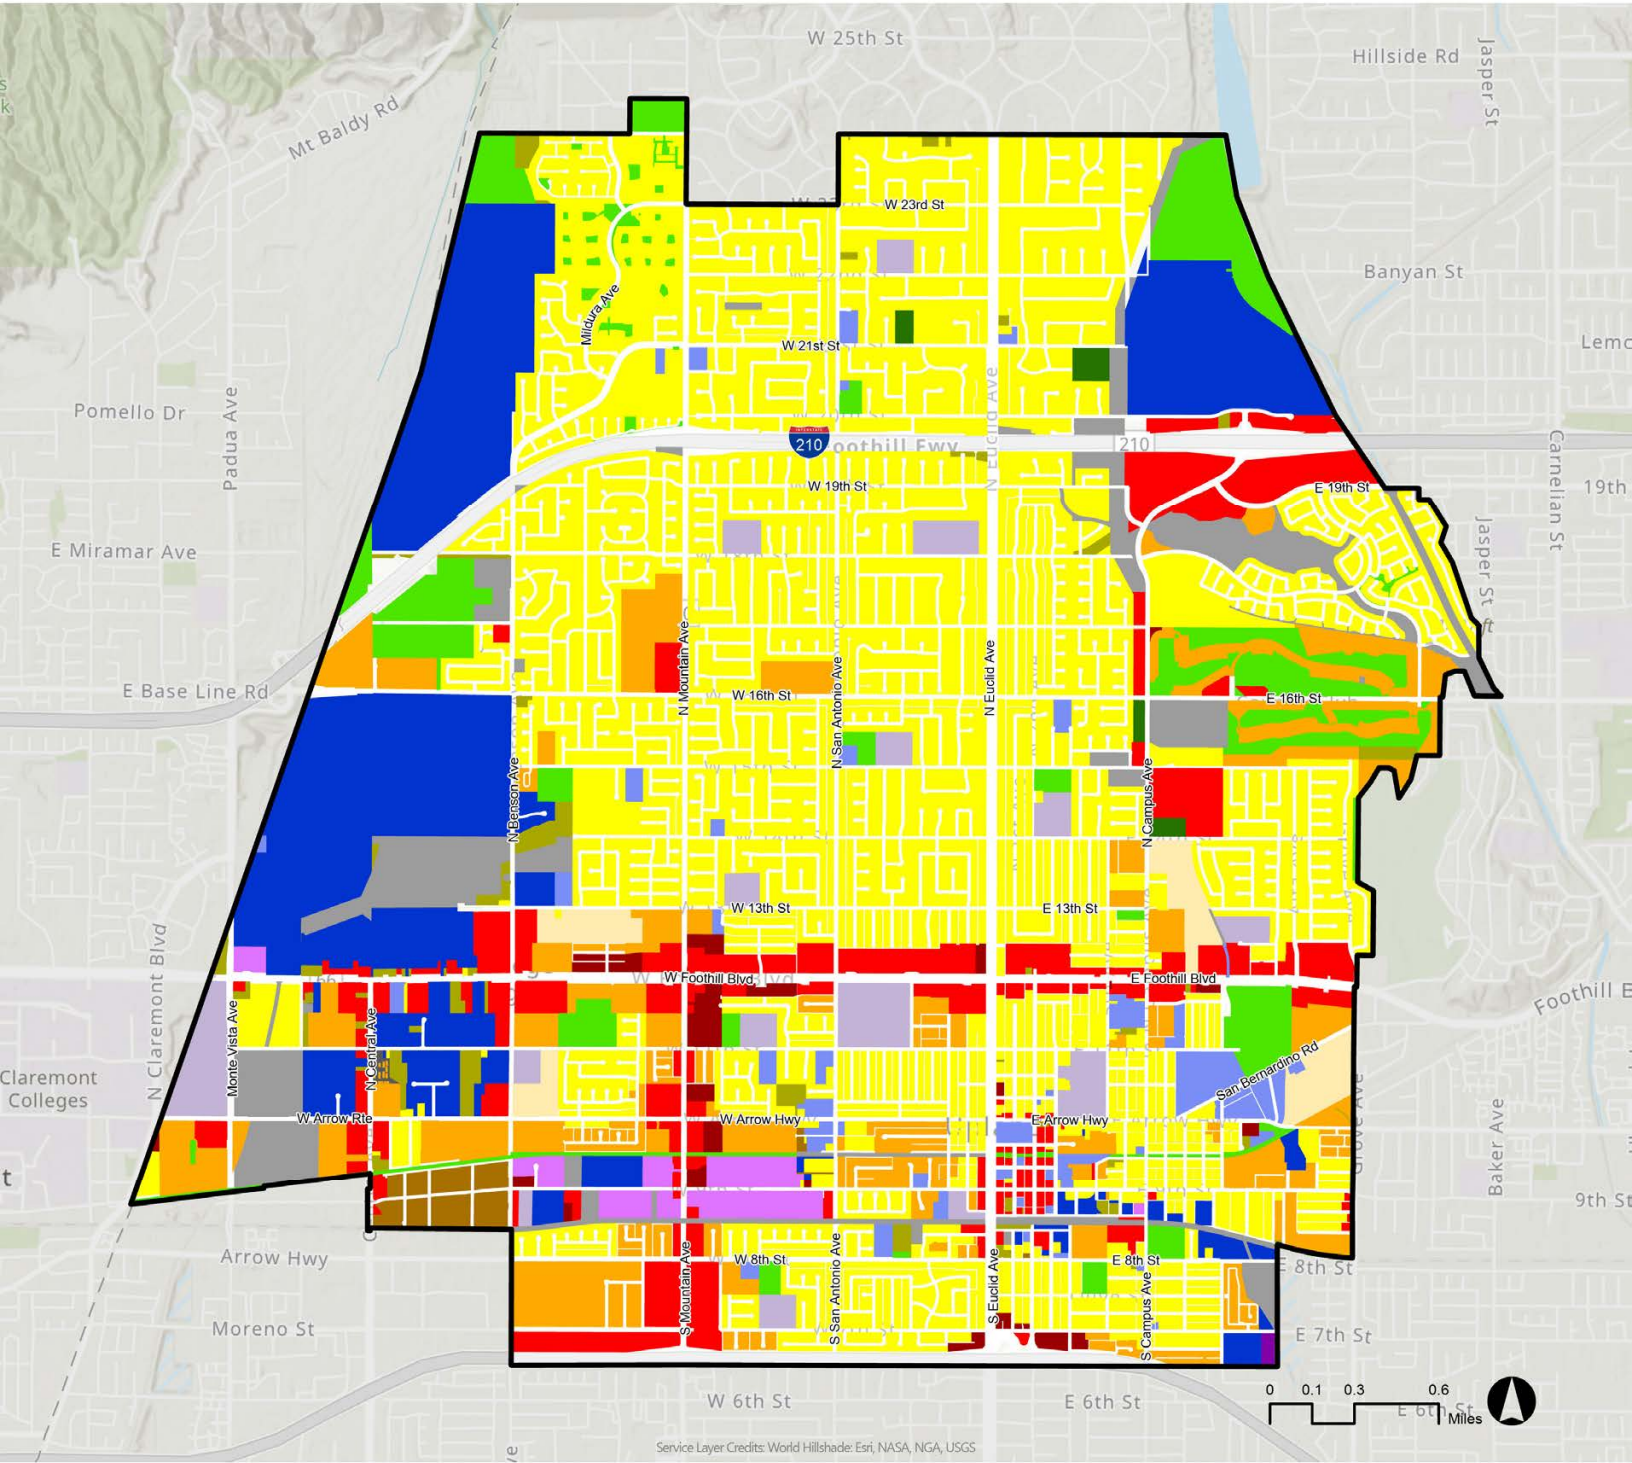 W 25th St
Hillside Rd
Jasper St
Mt Baldy Rd
W 23rd St
Banyan St
Mildura Ave
W 21st St
Lemc
Pomello Dr
Padua Ave
N Euclid Ave
210
oothill Fwy
210
Carnelian St
W 19th St
E 19th St
19th
E Miramar Ave
W 18th St
Jasper St
E Base Line Rd
N Mountain Ave
N San Antonio Ave
N Euclid Ave
W 16th St
E 16th St
N Benson Ave
N Campus Ave
W 13th St
E 13th St
N Claremont Blvd
W Foothill Blvd
E Foothill Blvd
Foothill B
Monte Vista Ave
N Central Ave
San Bernardino Rd
Claremont
Colleges
W Arrow Rte
W Arrow Hwy
E Arrow Hwy
Grove Ave
Baker Ave
t
9th St
Arrow Hwy
W 8th St
E 8th St
E 8th St
S Mountain Ave
S San Antonio Ave
S Euclid Ave
S Campus Ave
Moreno St
E 7th St
W 6th St
E 6th St
0 0.1 0.3 0.6
Miles
E 6th St
Service Layer Credits: World Hillshade: Esri, NASA, NGA, USGS